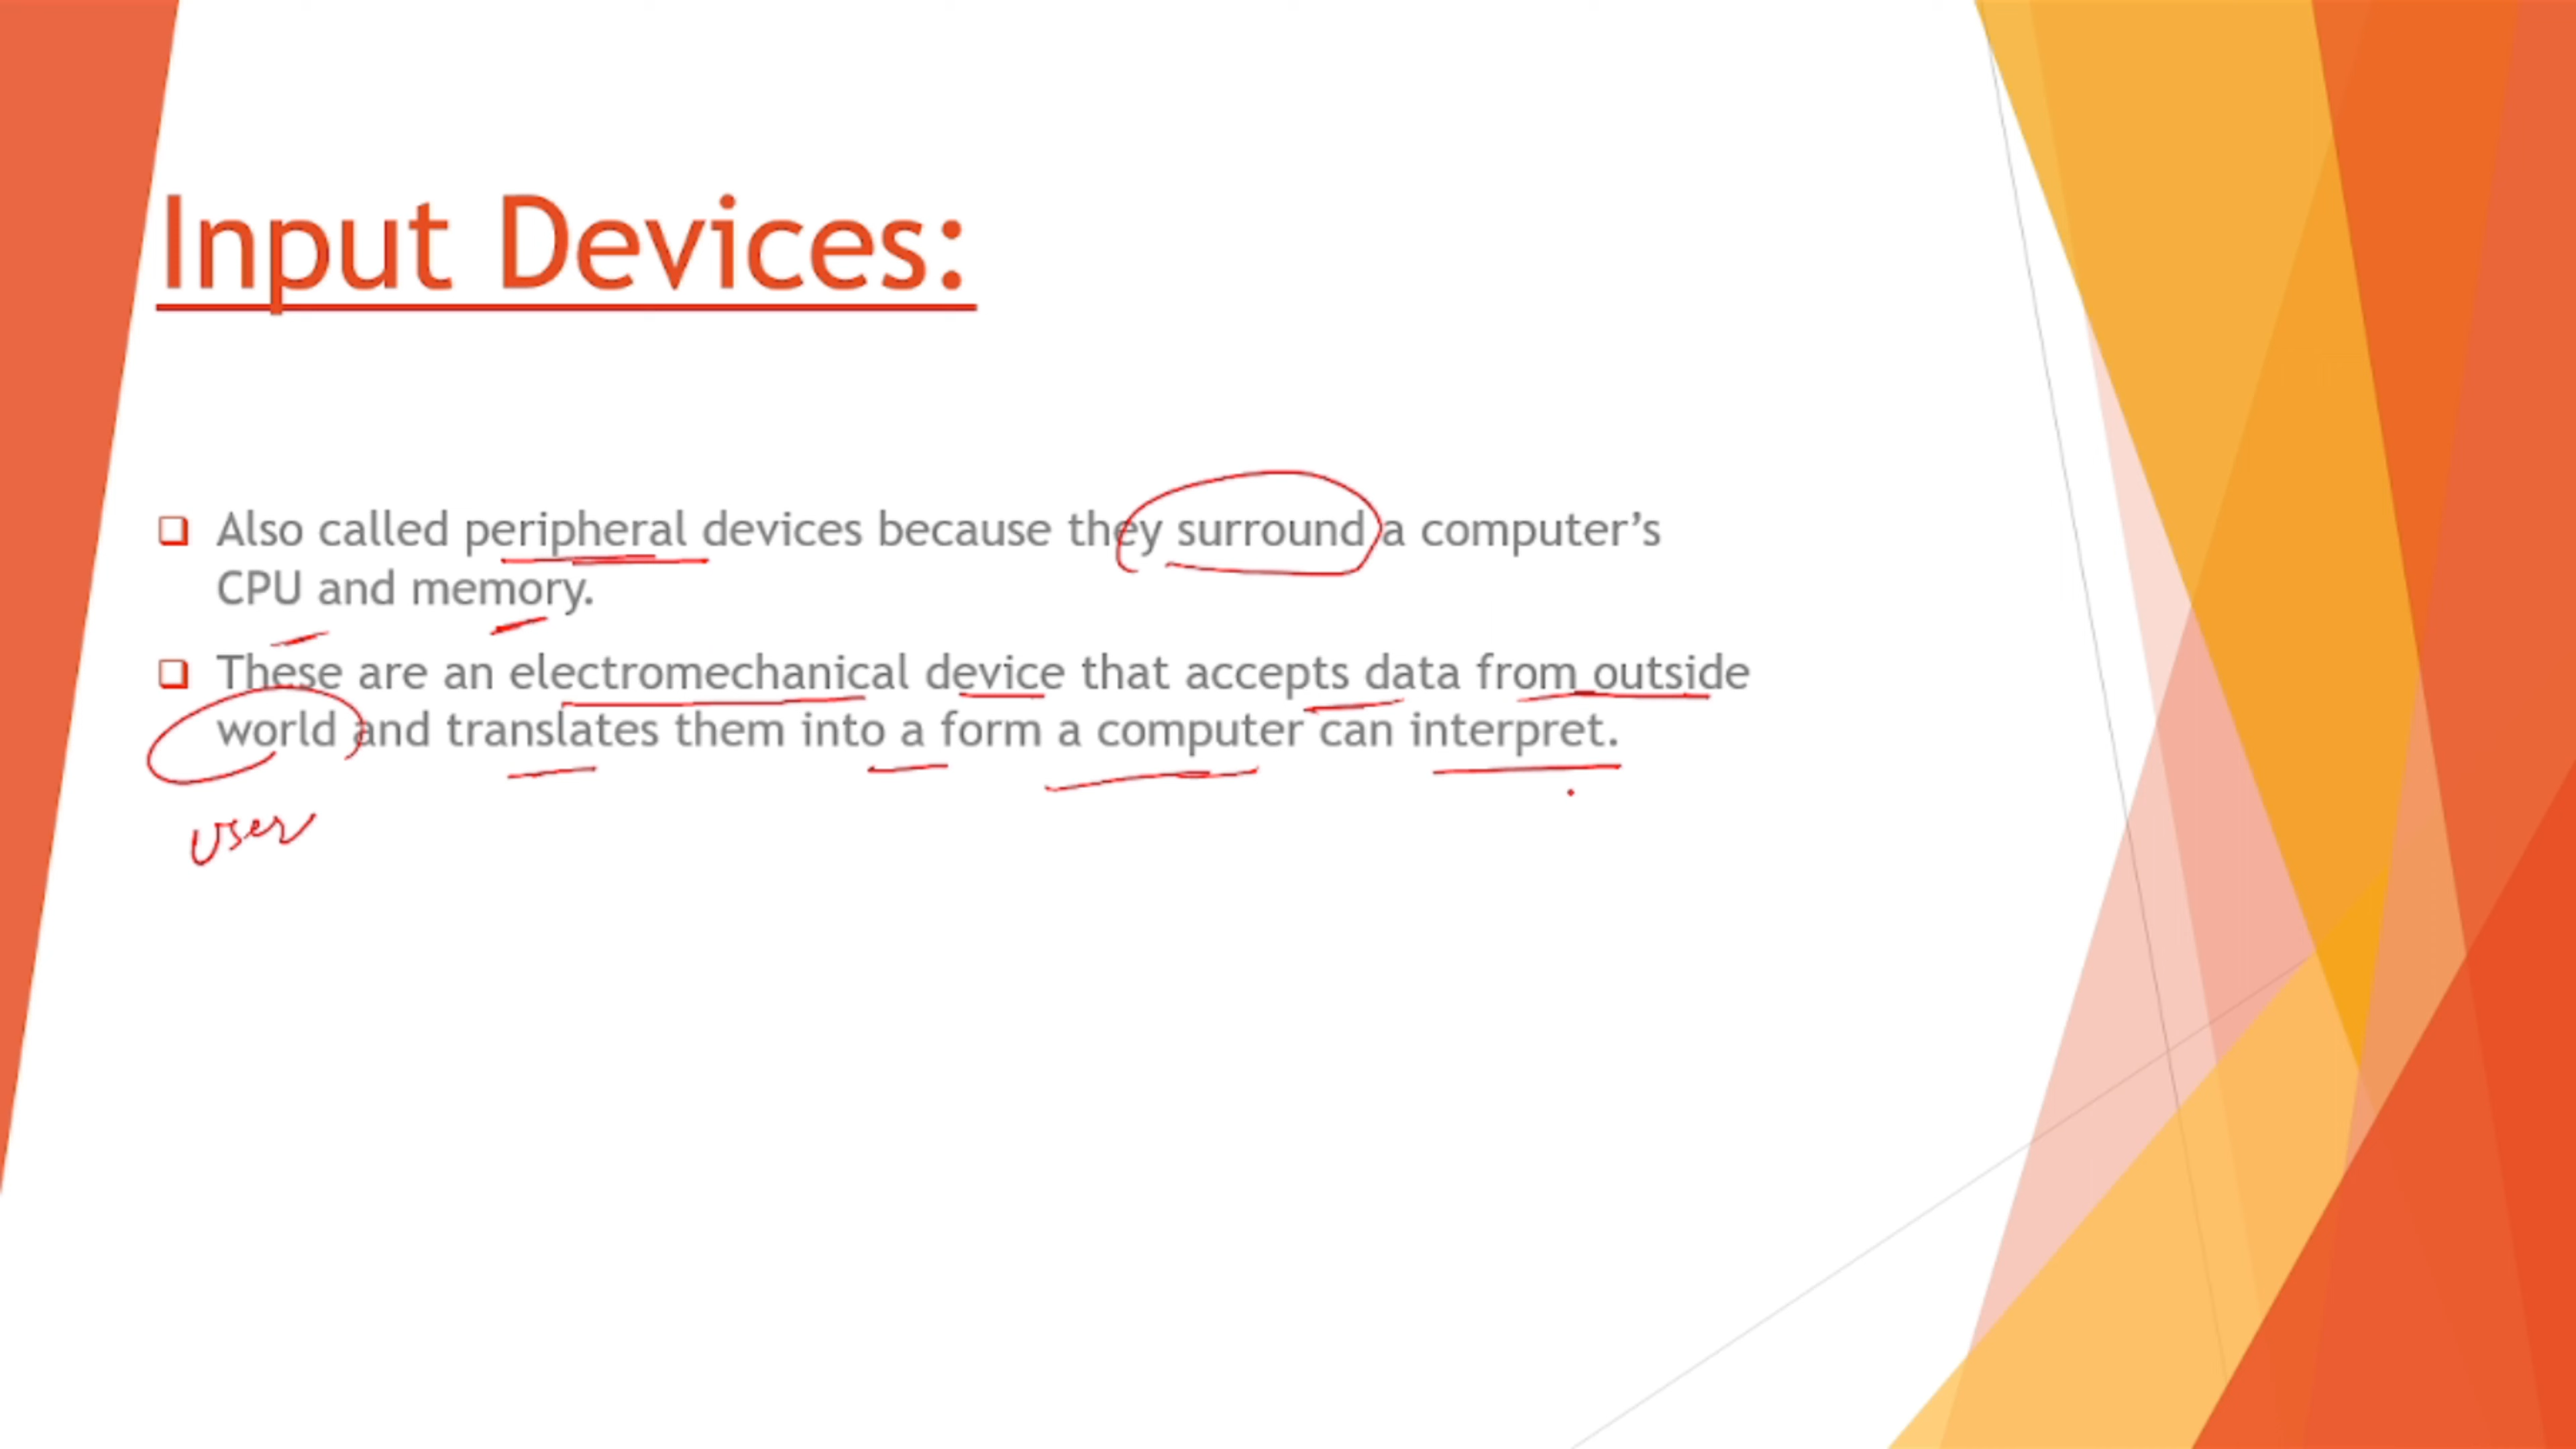 Input Devices:
Also called peripheral devices because they surround a computer’s
CPU and memory.
These are an electromechanical device that accepts data from outside
world and translates them into a form a computer can interpret.
User